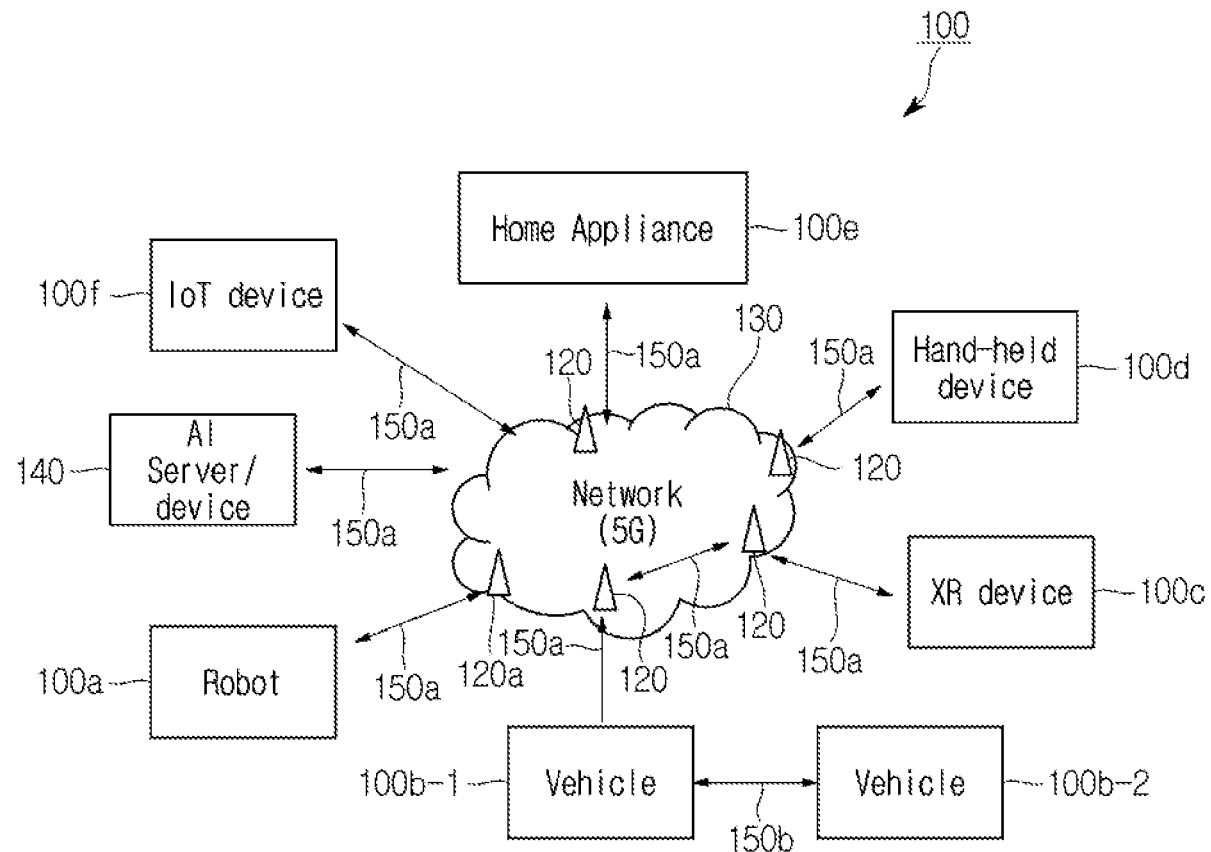 100
Home Appliance
100e
100f
IoT device
130
120
150a
150a
Hand-held
device
100d
150a
AI
Server/
device
140
120
150a
Network
(5G)
XR device
100c
150a
120
150a
150a
150a
120a
120
100a
Robot
100b-1
Vehicle
Vehicle
100b-2
150b